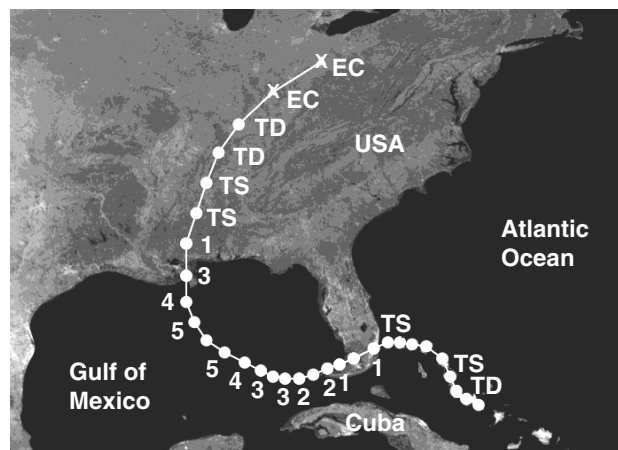 EC
EC
TD
TD
TS
TS
1
3
4
5
5
4
3
3
2
2
1
1
TS
TS
TD
USA
Atlantic
Ocean
Gulf of
Mexico
Cuba